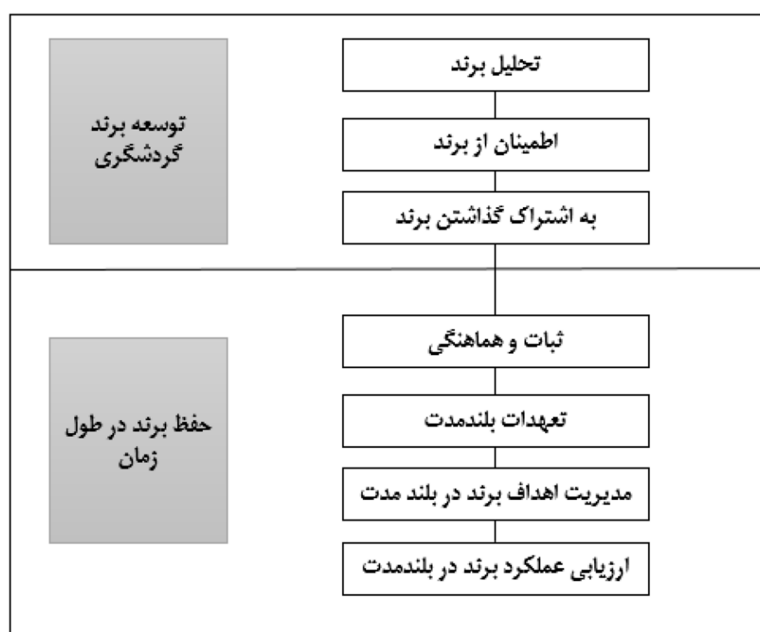 توسعه برند
گردشگری
تحلیل برند
اطمینان از برند
به اشتراک گذاشتن برند
حفظ برند در طول
زمان
ثبات و هماهنگی
تعهدات بلندمدت
مدیریت اهداف برند در بلند مدت
ارزیابی عملکرد برند در بلندمدت